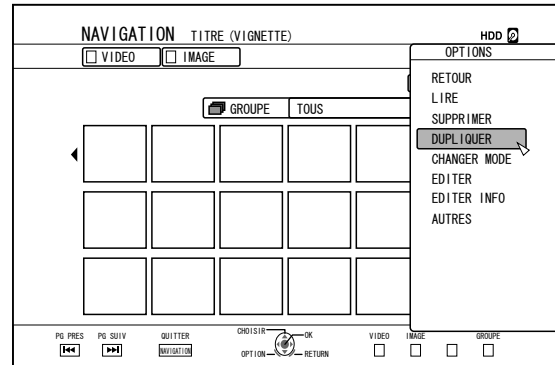 NAVIGATION TITRE (VIGNETTE) HDD
VIDEO IMAGE
GROUPE TOUS
OPTIONS
RETOUR
LIRE
SUPPRIMER
DUPLIQUER
CHANGER MODE
EDITER
EDITER INFO
AUTRES
PG PRES PG SUIV QUITTER CHOISIR OK VIDEO IMAGE GROUPE
NAVIGATION OPTION RETURN